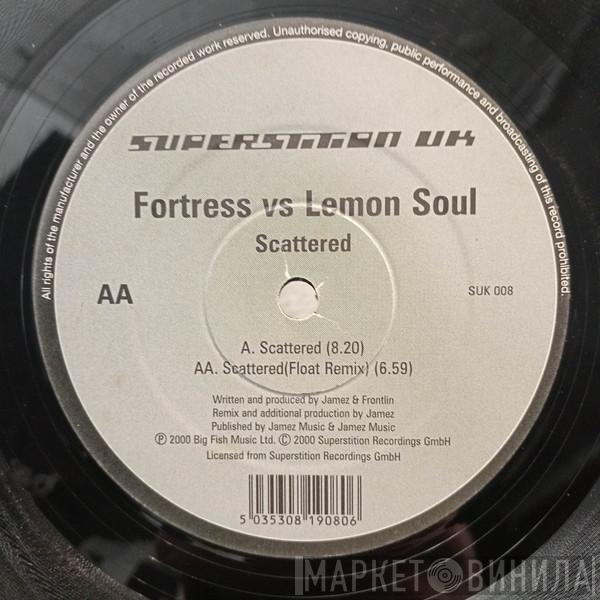 All rights of the manufacturer and the owner of the recorded work reserved. Unauthorised copying, public performance and broadcasting of this record prohibited.
SUPERSTITION UK
Fortress vs Lemon Soul
Scattered
AA
SUK 008
A. Scattered (8.20)
AA. Scattered(Float Remix) (6.59)
Written and produced by Jamez & Frontlin
Remix and additional production by Jamez
Published by Jamez Music & Jamez Music
Ⓟ 2000 Big Fish Music Ltd. Ⓒ 2000 Superstition Recordings GmbH
Licensed from Superstition Recordings GmbH
5 035308 190806
МАРКЕТ ВИНИЛА